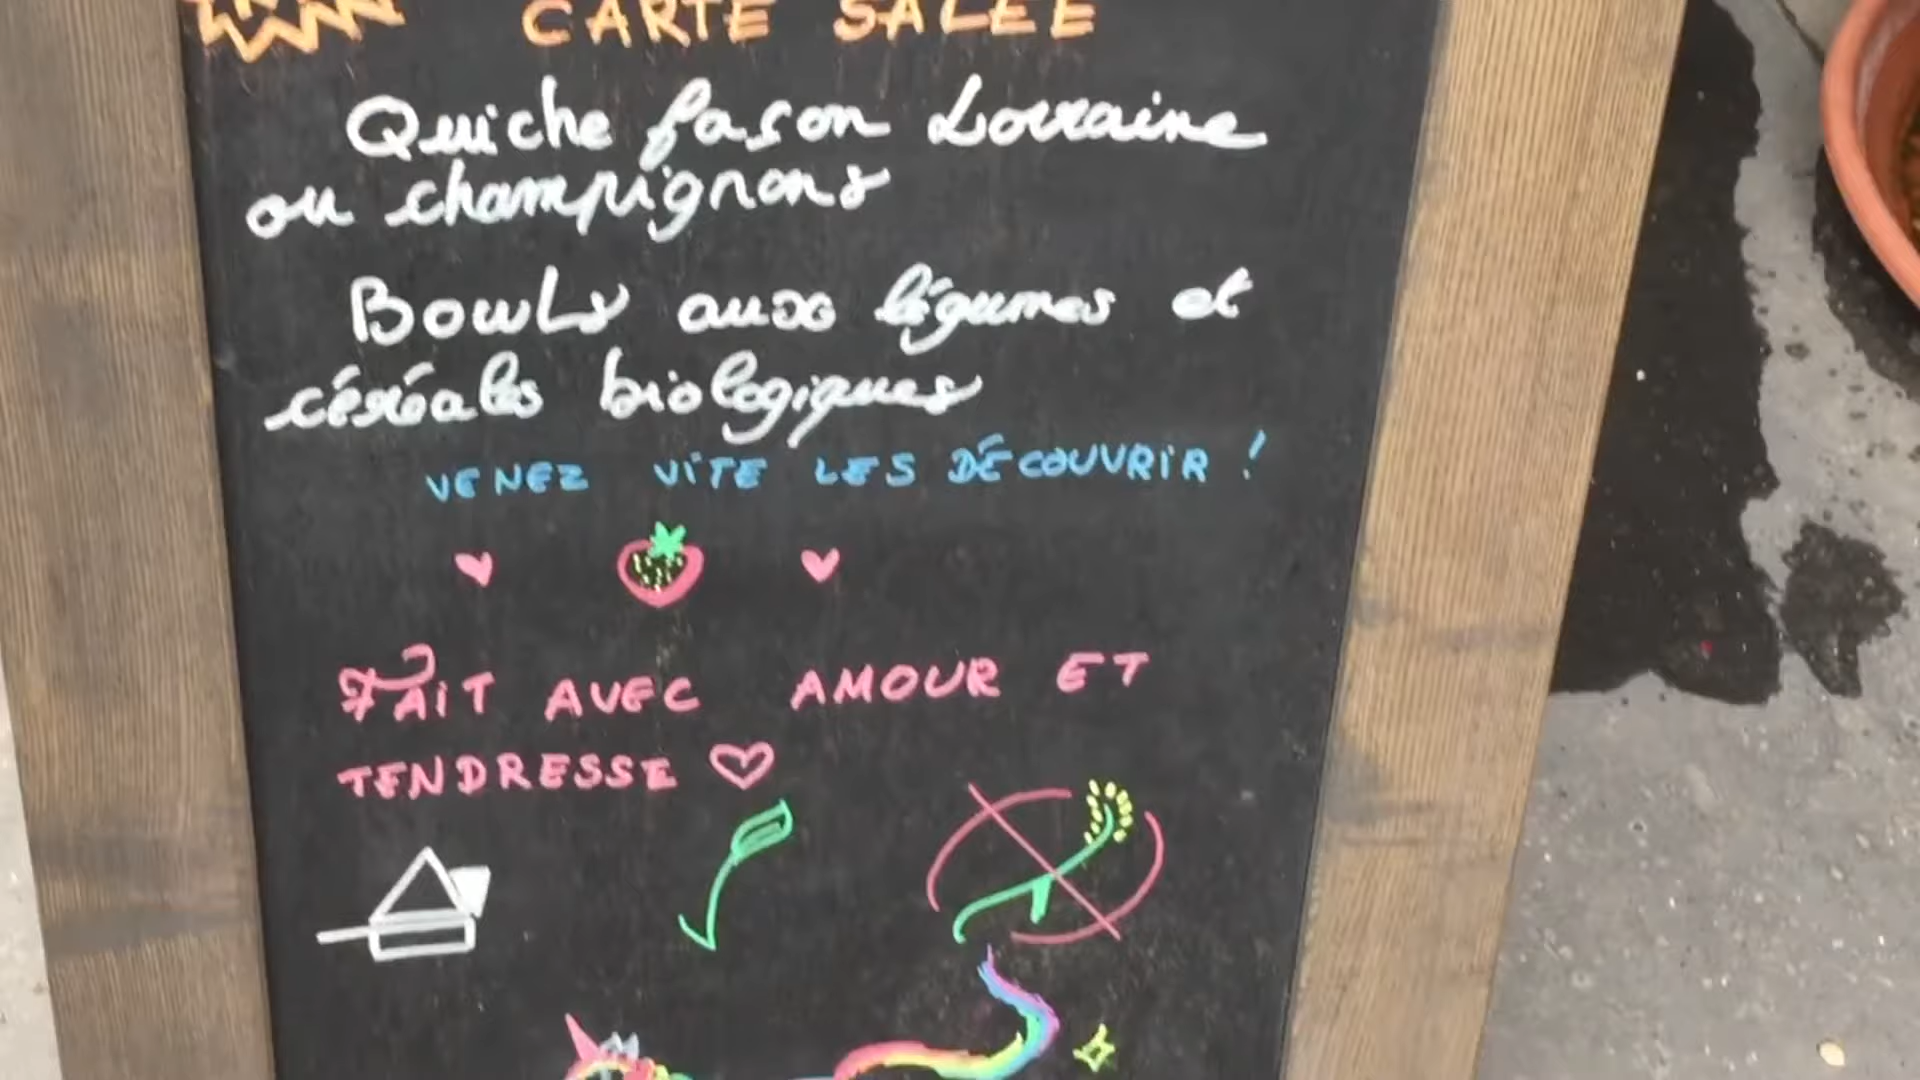 CARTE SALÉE
Quiche façon Lorraine
ou champignons
Bowls aux légumes et
céréales biologiques
VENEZ VITE LES DÉCOUVRIR !
FAIT AVEC AMOUR ET
TENDRESSE